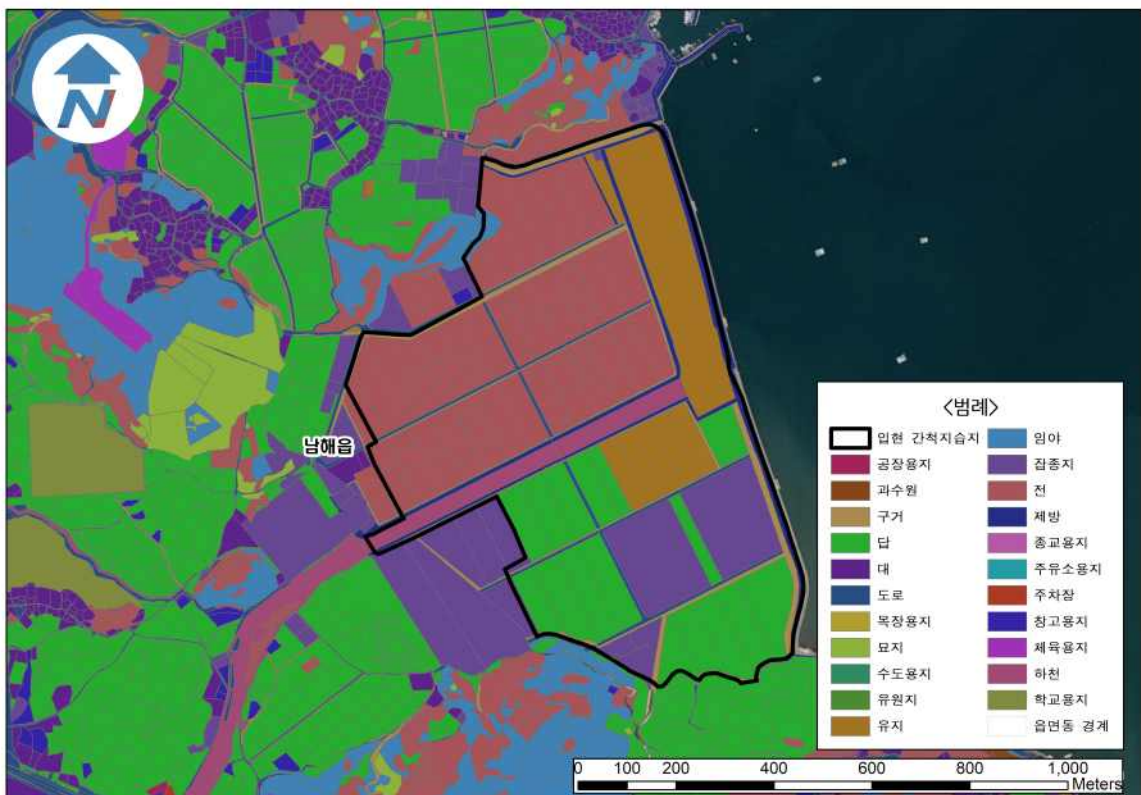 N
남해읍
<범례>
입현 간척지습지
공장용지
과수원
구거
답
대
도로
목장용지
묘지
수도용지
유원지
유지
임야
잡종지
전
제방
종교용지
주유소용지
주차장
창고용지
체육용지
하천
학교용지
읍면동 경계
0 100 200 400 600 800 1,000
Meters